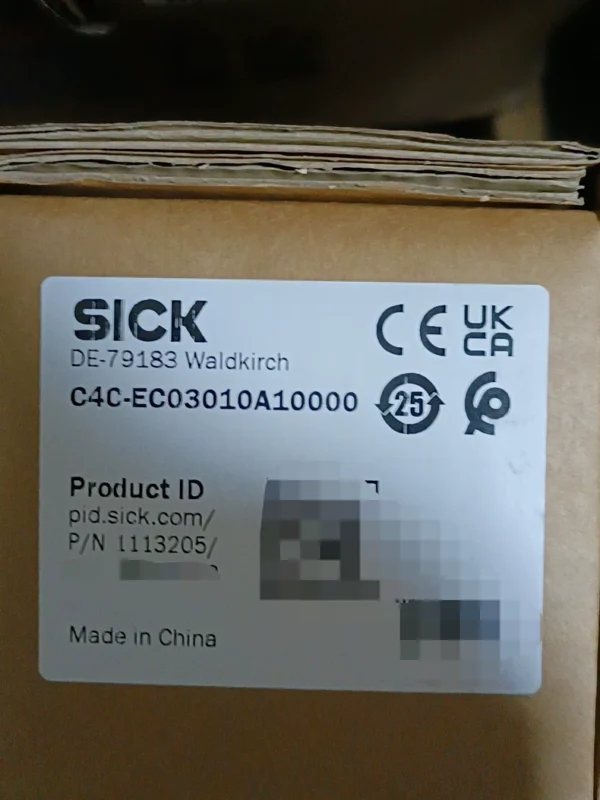 SICK
DE-79183 Waldkirch
C4C-EC03010A10000
CE
UK
CA
25
Product ID
pid.sick.com/
P/N 1113205/
Made in China